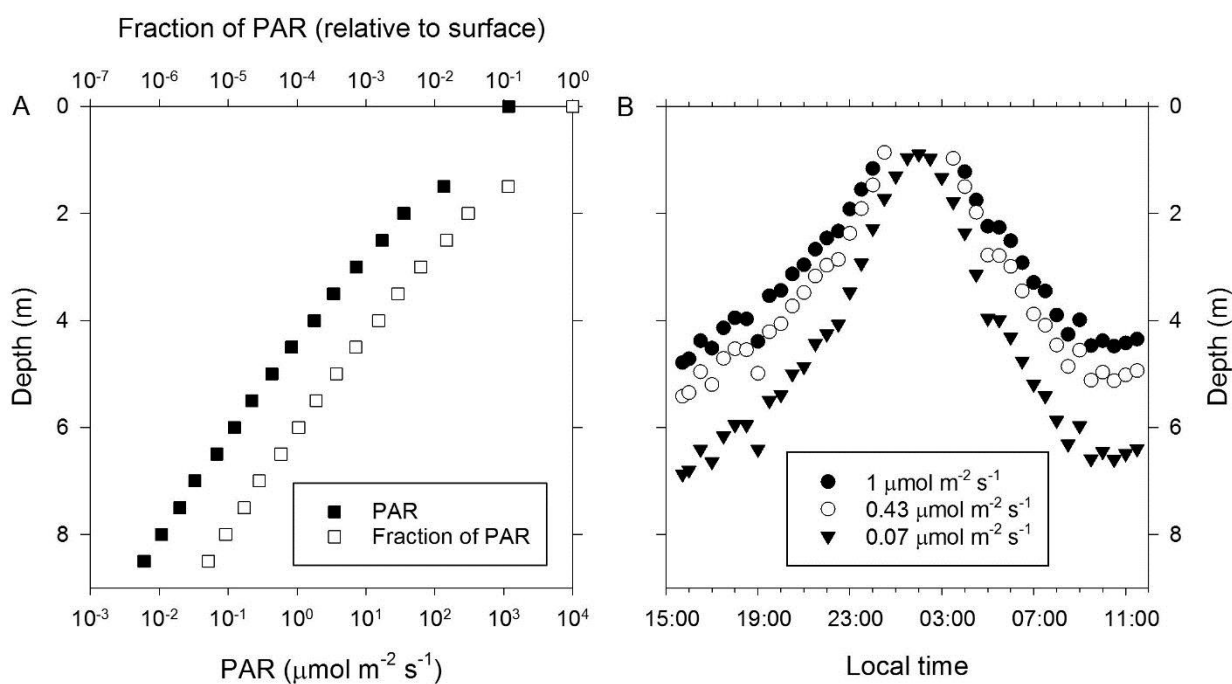 Fraction of PAR (relative to surface)
10⁻⁷ 10⁻⁶ 10⁻⁵ 10⁻⁴ 10⁻³ 10⁻² 10⁻¹ 10⁰
A
0
2
4
6
8
Depth (m)
PAR
Fraction of PAR
10⁻³ 10⁻² 10⁻¹ 10⁰ 10¹ 10² 10³ 10⁴
PAR (μmol m⁻² s⁻¹)
B
0
2
4
6
8
Depth (m)
1 μmol m⁻² s⁻¹
0.43 μmol m⁻² s⁻¹
0.07 μmol m⁻² s⁻¹
15:00 19:00 23:00 03:00 07:00 11:00
Local time